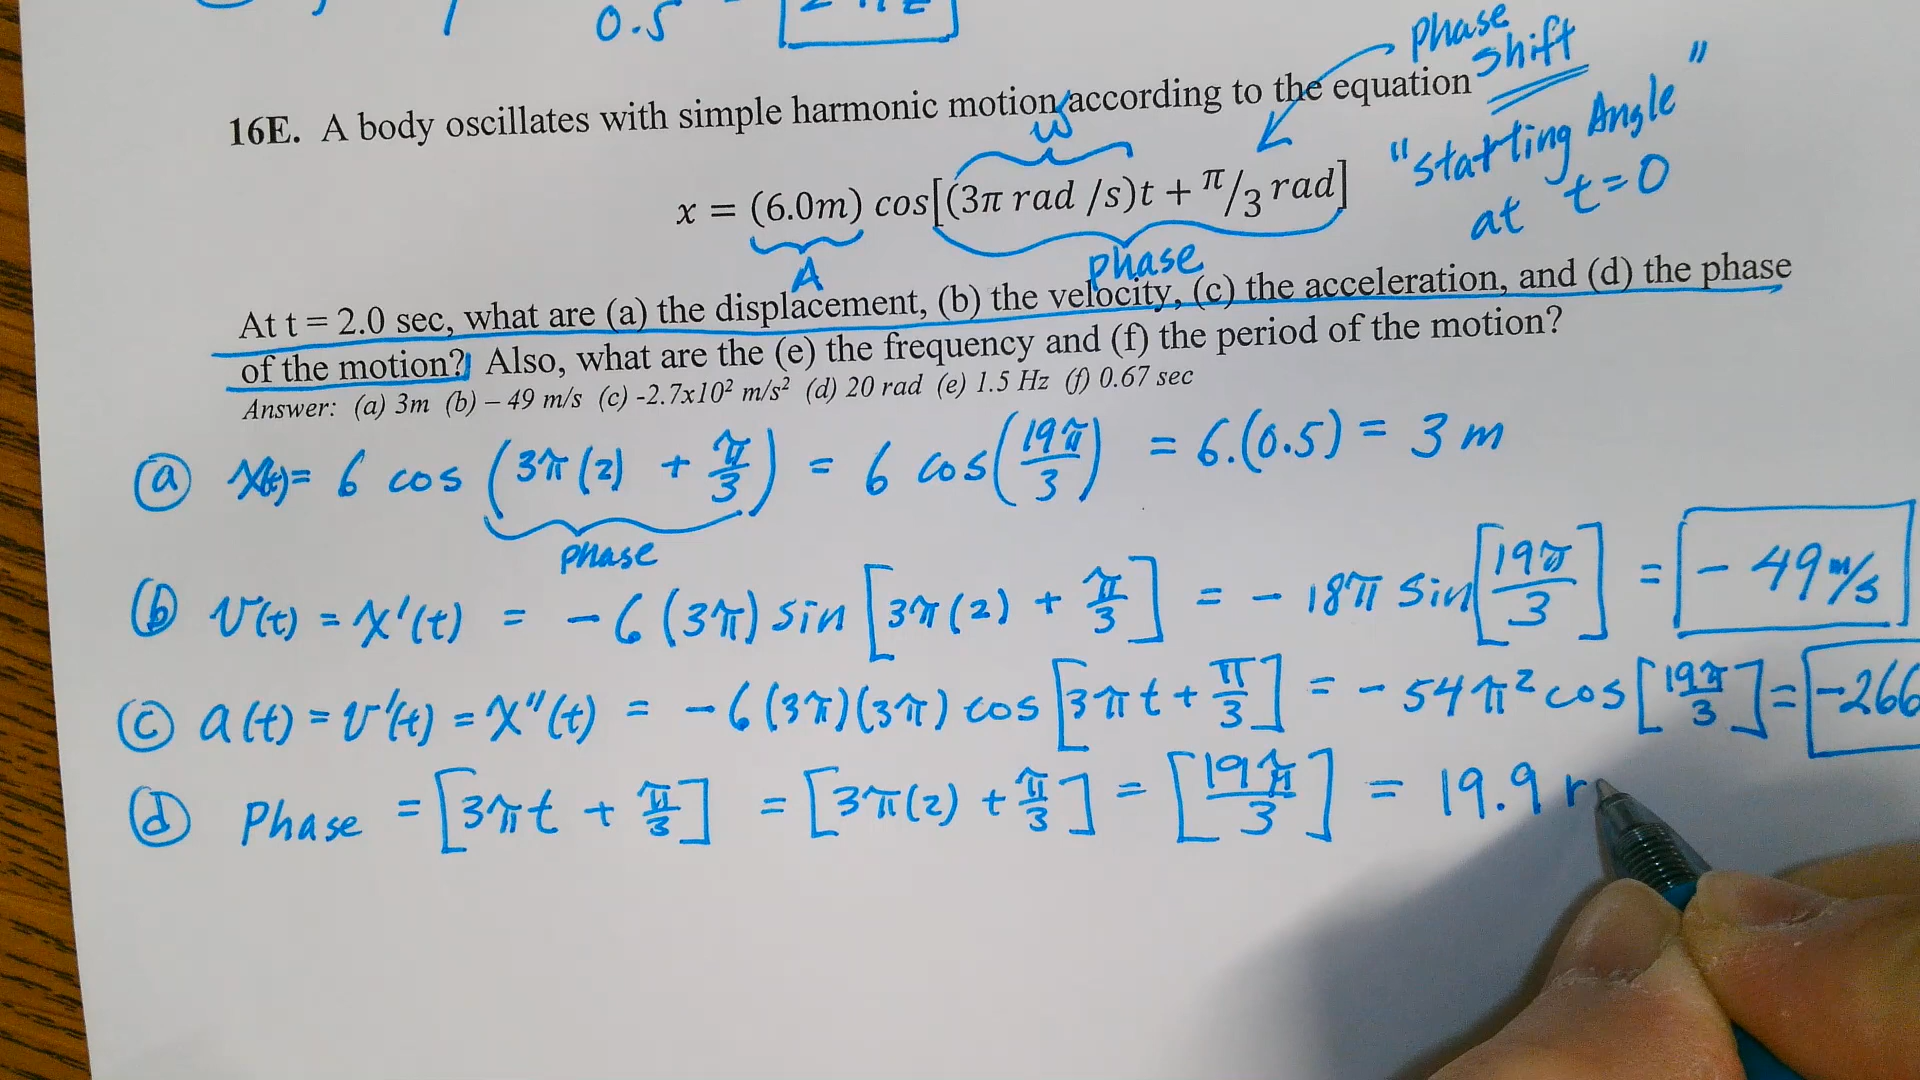 0.5
phase
shift
16E. A body oscillates with simple harmonic motion according to the equation
ω
"starting Angle"
at t=0
x = (6.0m) cos[(3π rad /s)t + π/3 rad]
A
phase
At t = 2.0 sec, what are (a) the displacement, (b) the velocity, (c) the acceleration, and (d) the phase
of the motion? Also, what are the (e) the frequency and (f) the period of the motion?
Answer: (a) 3m (b) – 49 m/s (c) -2.7x10² m/s² (d) 20 rad (e) 1.5 Hz (f) 0.67 sec
(a) x(t)= 6 cos (3π(2) + π/3) = 6 cos(19π/3) = 6.(0.5) = 3 m
phase
(b) v(t) = x'(t) = -6 (3π) sin [3π(2) + π/3] = - 18π sin[19π/3] = - 49 m/s
(c) a(t) = v'(t) = x''(t) = -6(3π)(3π) cos [3πt + π/3] = - 54π² cos[19π/3] = -266
(d) Phase = [3πt + π/3] = [3π(2) + π/3] = [19π/3] = 19.9 r